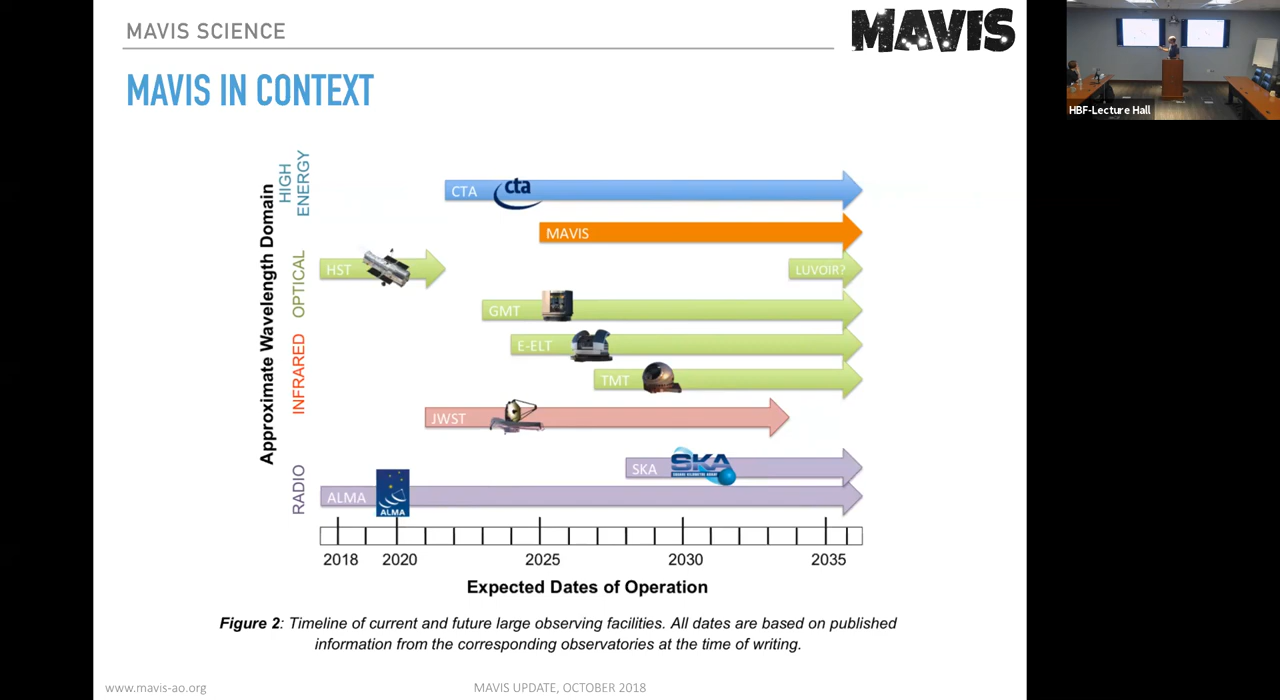 MAVIS SCIENCE
MAVIS
MAVIS IN CONTEXT
HBF-Lecture Hall
Approximate Wavelength Domain
HIGH
ENERGY
OPTICAL
INFRARED
RADIO
CTA
cta
MAVIS
HST
LUVOIR?
GMT
E-ELT
TMT
JWST
SKA
SKA
ALMA
ALMA
2018 2020 2025 2030 2035
Expected Dates of Operation
Figure 2: Timeline of current and future large observing facilities. All dates are based on published
information from the corresponding observatories at the time of writing.
www.mavis-ao.org
MAVIS UPDATE, OCTOBER 2018